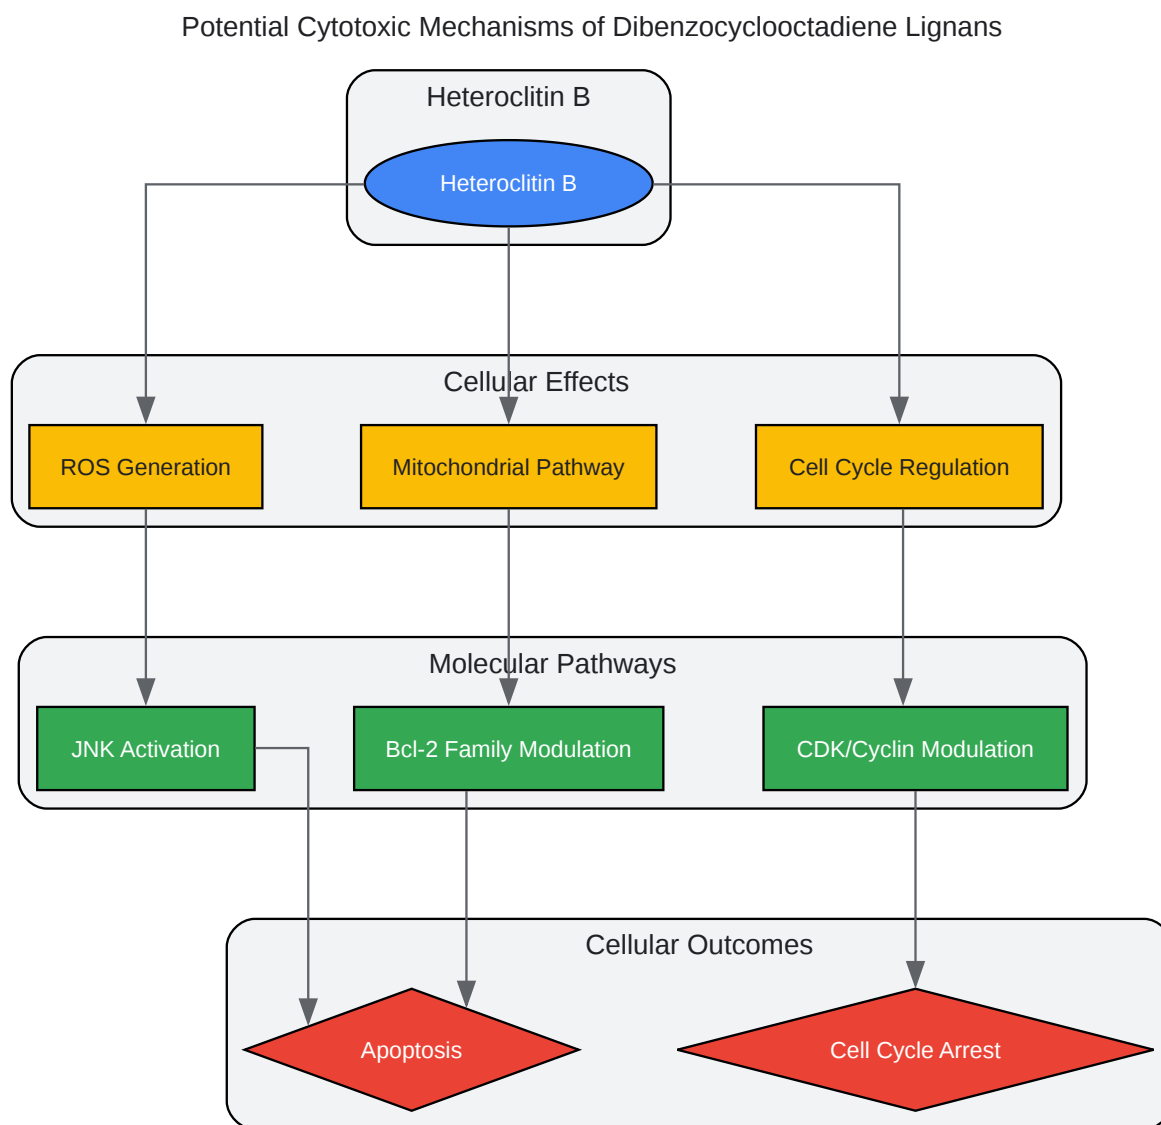 Potential Cytotoxic Mechanisms of Dibenzocyclooctadiene Lignans
Heteroclitin B
Heteroclitin B
Cellular Effects
ROS Generation
Mitochondrial Pathway
Cell Cycle Regulation
Molecular Pathways
JNK Activation
Bcl-2 Family Modulation
CDK/Cyclin Modulation
Cellular Outcomes
Apoptosis
Cell Cycle Arrest